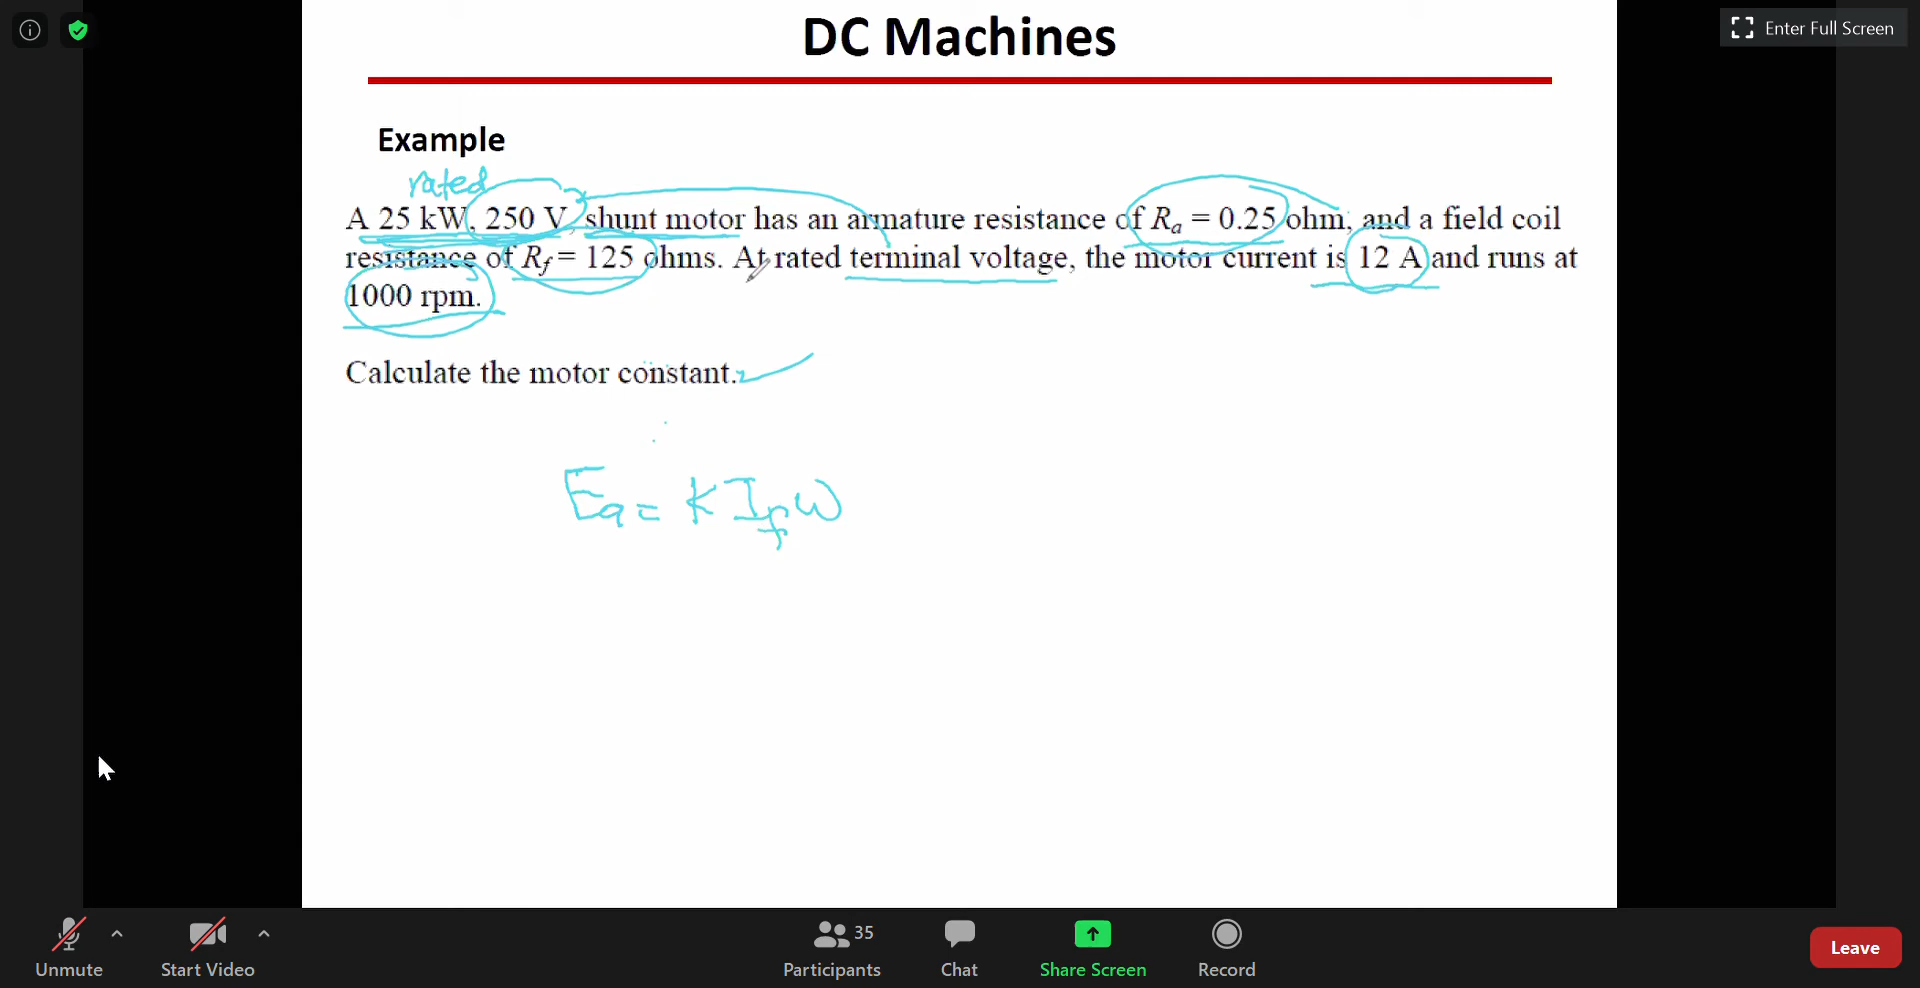 DC Machines
Enter Full Screen
Example
rated
A 25 kW, 250 V, shunt motor has an armature resistance of Ra = 0.25 ohm, and a field coil
resistance of Rf = 125 ohms. At rated terminal voltage, the motor current is 12 A and runs at
1000 rpm.
Calculate the motor constant.
Ea = K If ω
35
Unmute
Start Video
Participants
Chat
Share Screen
Record
Leave